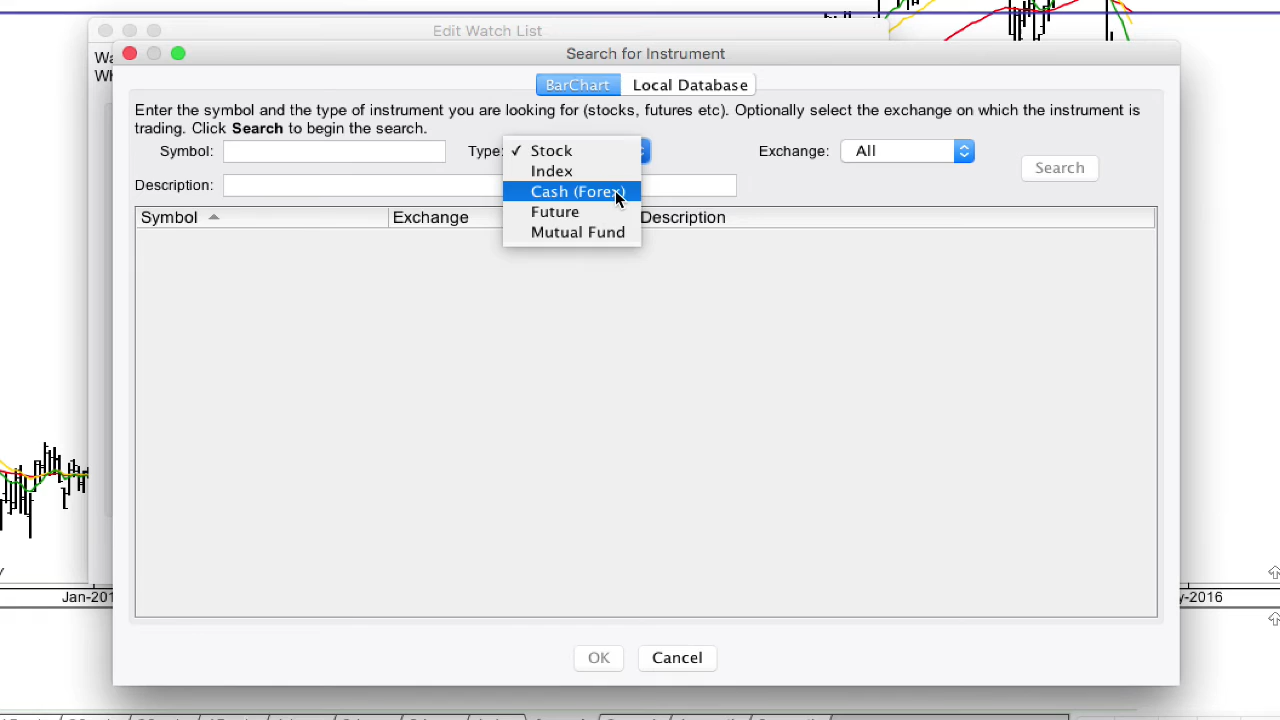 Edit Watch List
Wa
Wh
Search for Instrument
BarChart Local Database
Enter the symbol and the type of instrument you are looking for (stocks, futures etc). Optionally select the exchange on which the instrument is
trading. Click Search to begin the search.
Symbol: Type: ✓ Stock Exchange: All Search
Index
Description: Cash (Forex)
Future
Mutual Fund
Symbol Exchange Description
Jan-201
y-2016
OK Cancel